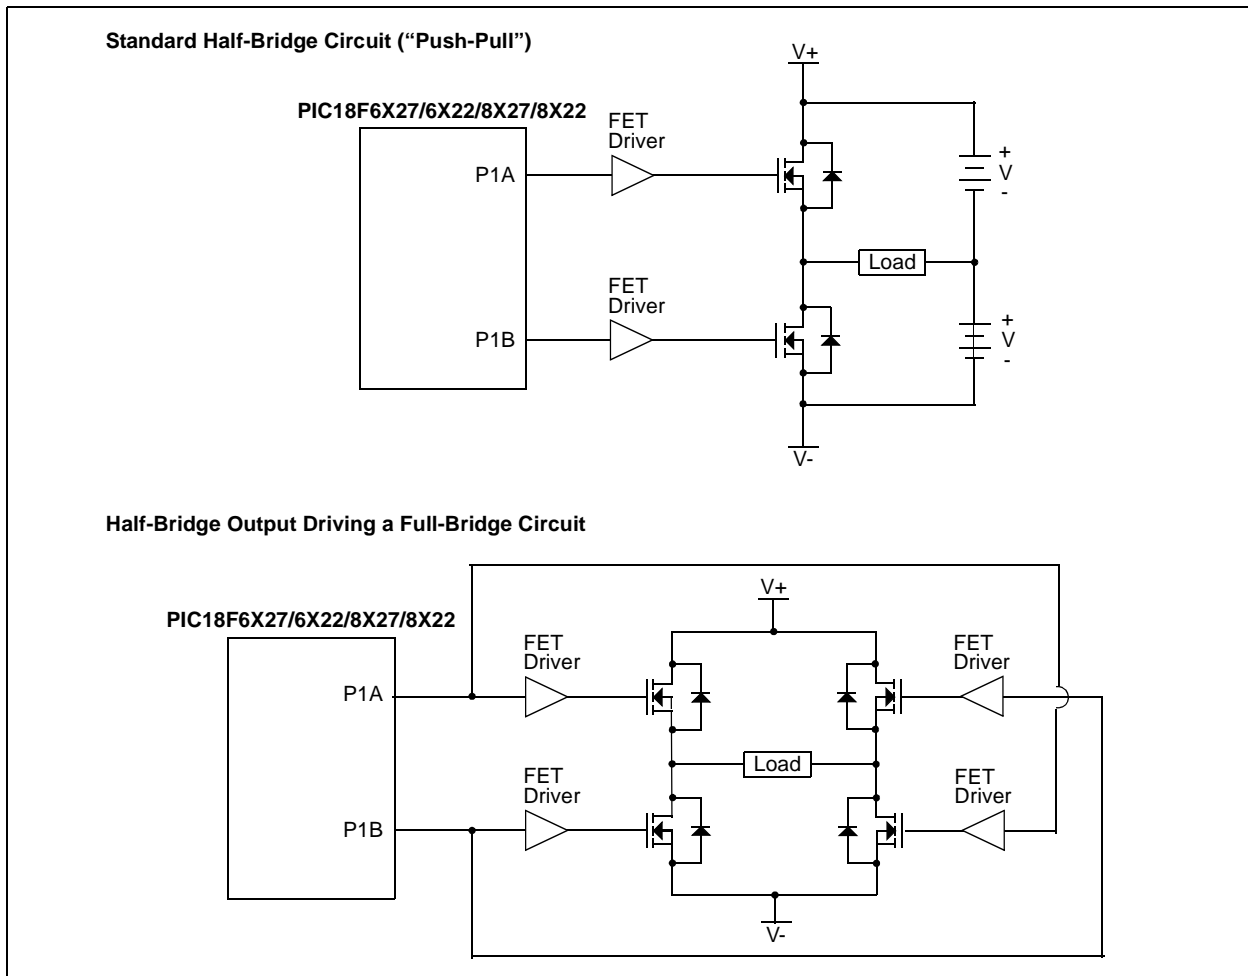 Standard Half-Bridge Circuit (“Push-Pull”)
V+
PIC18F6X27/6X22/8X27/8X22
FET
Driver
P1A
+
V
-
Load
FET
Driver
P1B
+
V
-
V-
Half-Bridge Output Driving a Full-Bridge Circuit
V+
PIC18F6X27/6X22/8X27/8X22
FET
Driver
FET
Driver
P1A
Load
FET
Driver
FET
Driver
P1B
V-